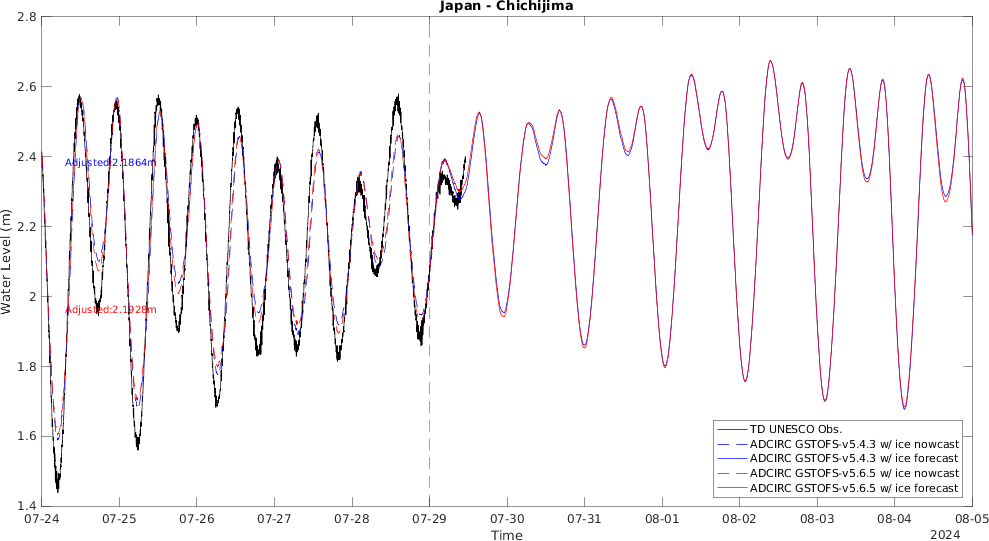 Japan - Chichijima
2.8
2.6
2.4
2.2
2
1.8
1.6
1.4
Water Level (m)
Adjusted:2.1864m
Adjusted:2.1928m
TD UNESCO Obs.
ADCIRC GSTOFS-v5.4.3 w/ ice nowcast
ADCIRC GSTOFS-v5.4.3 w/ ice forecast
ADCIRC GSTOFS-v5.6.5 w/ ice nowcast
ADCIRC GSTOFS-v5.6.5 w/ ice forecast
07-24 07-25 07-26 07-27 07-28 07-29 07-30 07-31 08-01 08-02 08-03 08-04 08-05
Time
2024